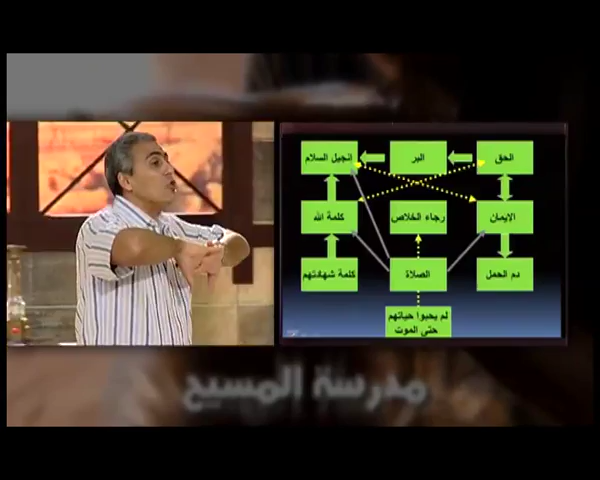 الحق
البر
إنجيل السلام
الإيمان
رجاء الخلاص
كلمة الله
دم الحمل
الصلاة
كلمة شهادتهم
لم يحبوا حياتهم
حتى الموت
مدرسة المسيح